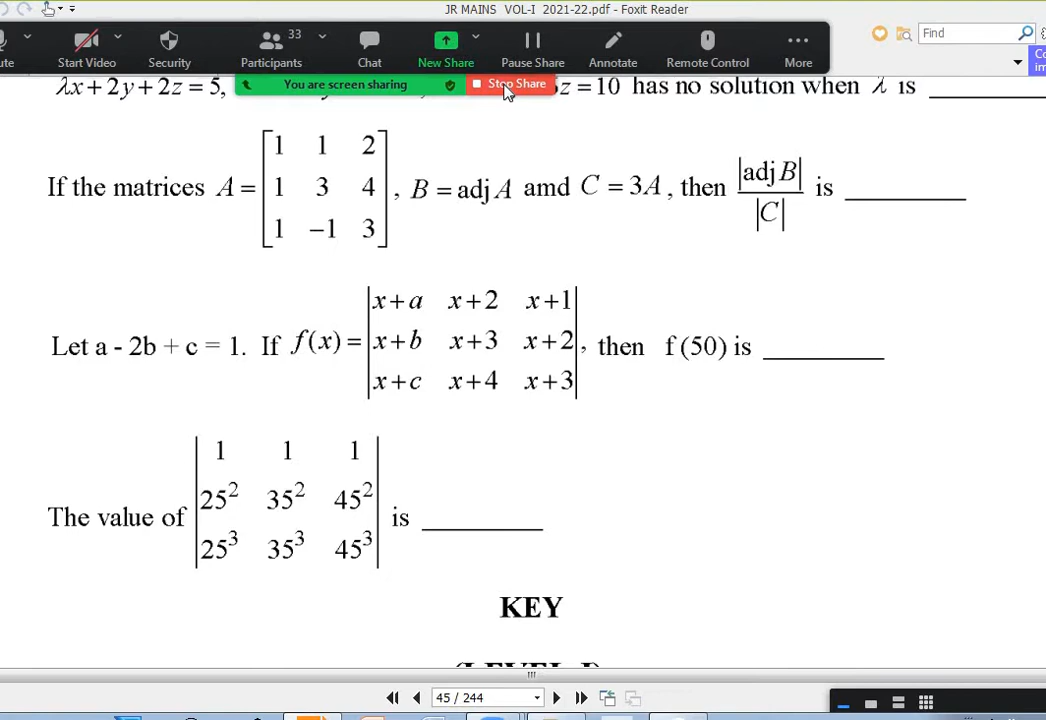 JR MAINS VOL-I 2021-22.pdf - Foxit Reader
33
Find
ute Start Video Security Participants Chat New Share Pause Share Annotate Remote Control More
You are screen sharing Stop Share
λx + 2y + 2z = 5, z = 10 has no solution when λ is
If the matrices A = [1 1 2; 1 3 4; 1 −1 3], B = adj A amd C = 3A, then |adj B| / |C| is
Let a - 2b + c = 1. If f(x) = |x+a x+2 x+1; x+b x+3 x+2; x+c x+4 x+3|, then f (50) is
The value of |1 1 1; 25² 35² 45²; 25³ 35³ 45³| is
KEY
(LEVEL-I)
45 / 244